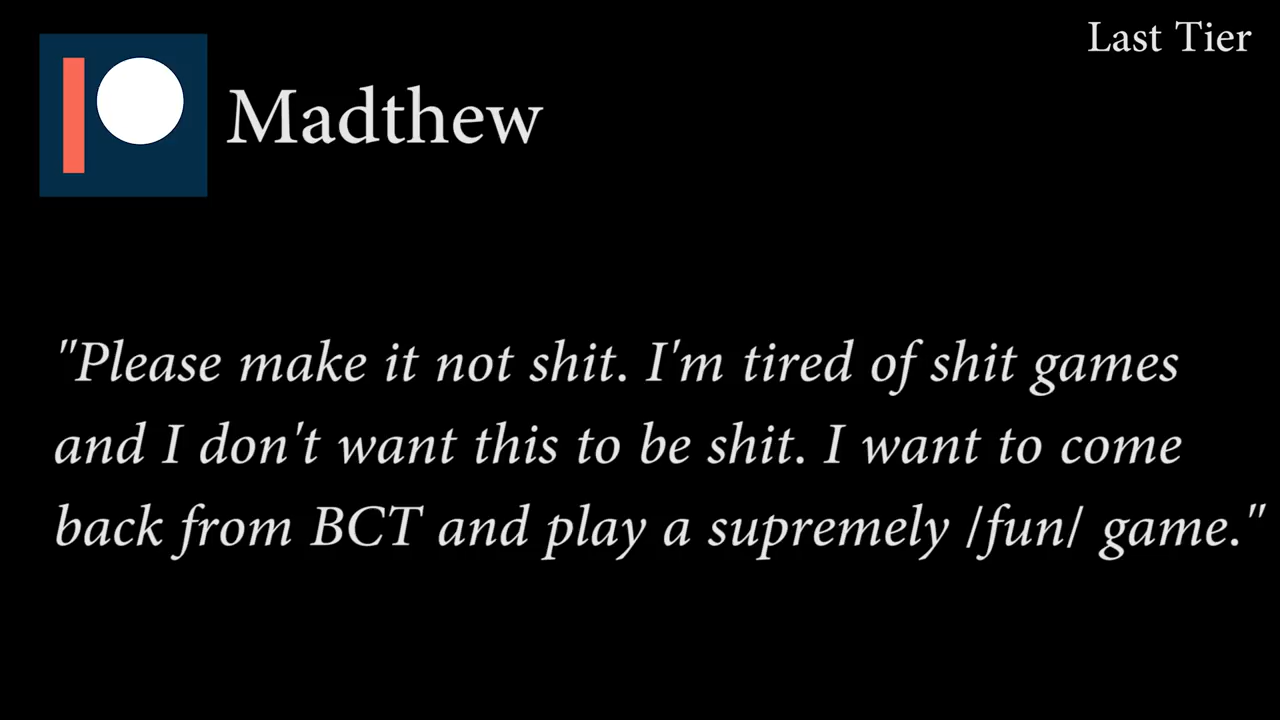 Last Tier
Madthew
"Please make it not shit. I'm tired of shit games
and I don't want this to be shit. I want to come
back from BCT and play a supremely /fun/ game."